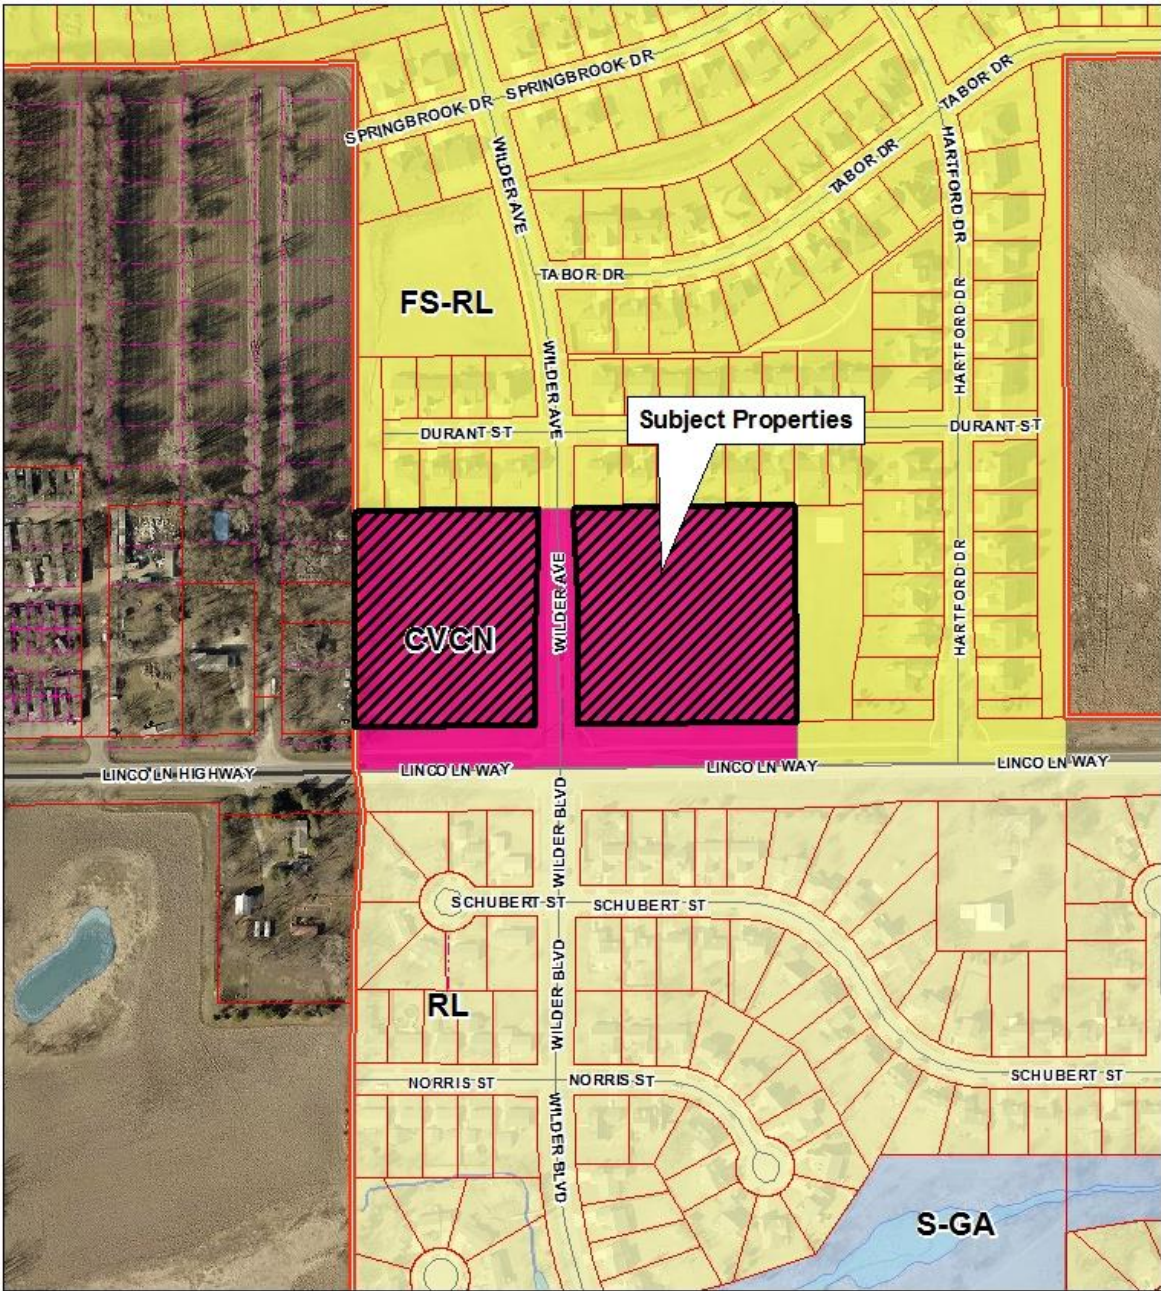 SPRINGBROOK DR
SPRINGBROOK DR
TABOR DR
TABOR DR
WILDER AVE
HARTFORD DR
TABOR DR
FS-RL
HARTFORD DR
WILDER AVE
Subject Properties
DURANT ST
DURANT ST
WILDER AVE
HARTFORD DR
CVCN
LINCOLN HIGHWAY
LINCOLN WAY
LINCOLN WAY
LINCOLN WAY
WILDER BLVD
SCHUBERT ST
SCHUBERT ST
WILDER BLVD
RL
NORRIS ST
NORRIS ST
SCHUBERT ST
WILDER BLVD
S-GA